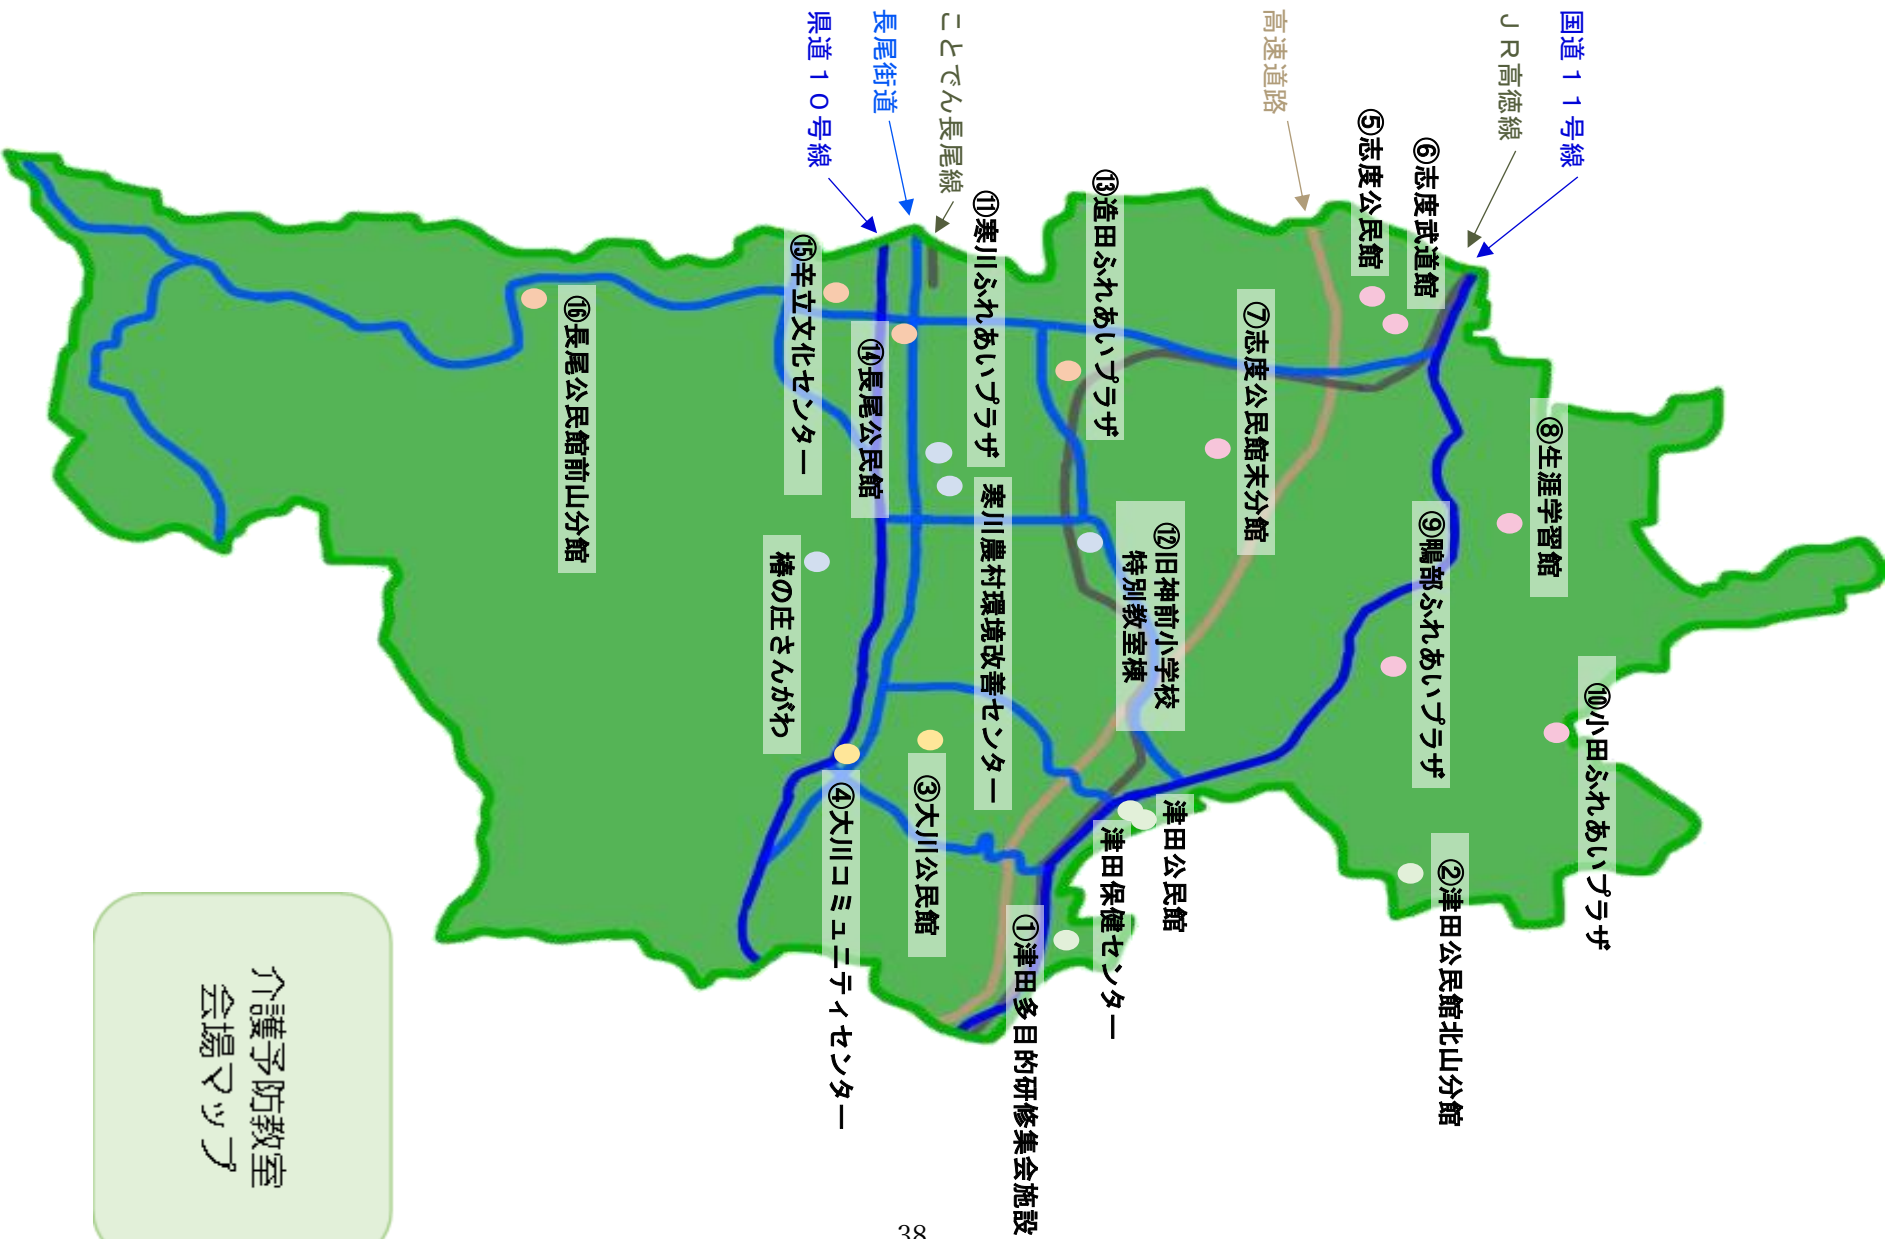 国道１１号線
ＪＲ高徳線
高速道路
ことでん長尾線
長尾街道
県道１０号線
⑥志度武道館
⑤志度公民館
⑬造田ふれあいプラザ
⑪寒川ふれあいプラザ
⑮辛立文化センター
⑭長尾公民館
⑯長尾公民館前山分館
⑦志度公民館末分館
⑧生涯学習館
⑨鴨部ふれあいプラザ
⑫旧神前小学校
特別教室棟
寒川農村環境改善センター
椿の庄さんがわ
⑩小田ふれあいプラザ
②津田公民館北山分館
津田公民館
津田保健センター
①津田多目的研修集会施設
③大川公民館
④大川コミュニティセンター
介護予防教室
会場マップ
38